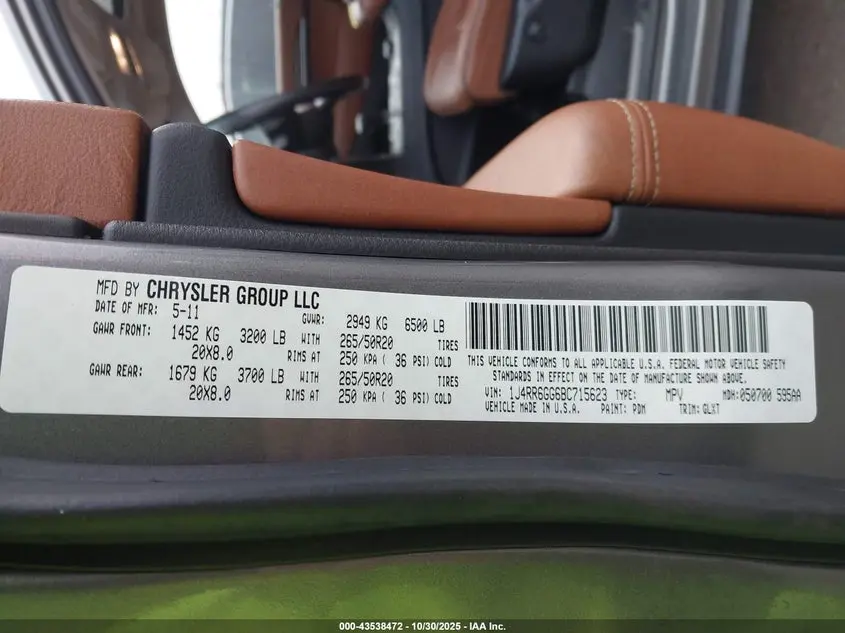 MFD BY CHRYSLER GROUP LLC
DATE OF MFR: 5-11 GVWR: 2949 KG 6500 LB
GAWR FRONT: 1452 KG 3200 LB WITH 265/50R20 TIRES
20X8.0 RIMS AT 250 KPA ( 36 PSI) COLD
GAWR REAR: 1679 KG 3700 LB WITH 265/50R20 TIRES
20X8.0 RIMS AT 250 KPA ( 36 PSI) COLD
THIS VEHICLE CONFORMS TO ALL APPLICABLE U.S.A. FEDERAL MOTOR VEHICLE SAFETY
STANDARDS IN EFFECT ON THE DATE OF MANUFACTURE SHOWN ABOVE.
VIN: 1J4RR6GG6BC715623 TYPE: MPV MDH:050700 595AA
VEHICLE MADE IN U.S.A. PAINT: PDM TRIM: GLXT
000-43538472 - 10/30/2025 - IAA Inc.